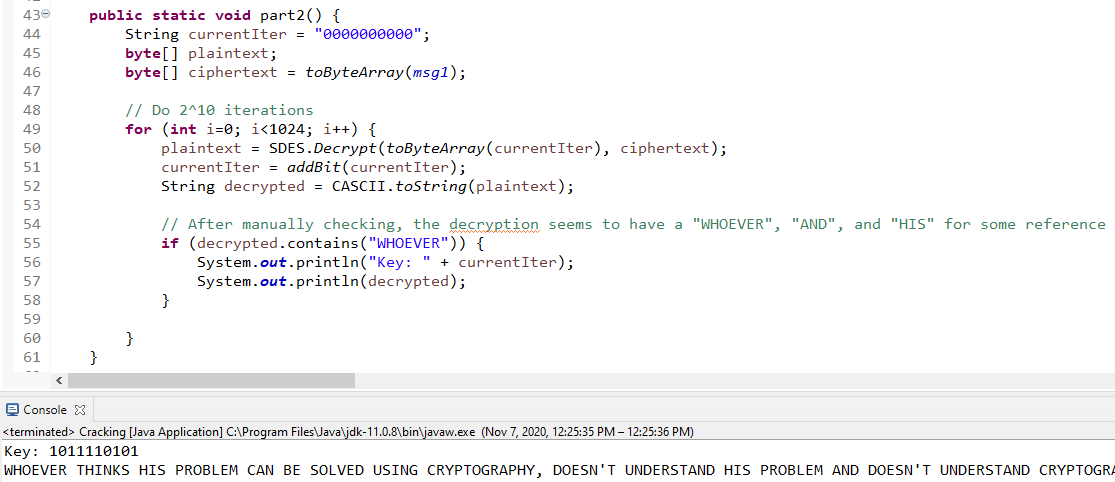 43 public static void part2() {
44 String currentIter = "0000000000";
45 byte[] plaintext;
46 byte[] ciphertext = toByteArray(msg1);
47
48 // Do 2^10 iterations
49 for (int i=0; i<1024; i++) {
50 plaintext = SDES.Decrypt(toByteArray(currentIter), ciphertext);
51 currentIter = addBit(currentIter);
52 String decrypted = CASCII.toString(plaintext);
53
54 // After manually checking, the decryption seems to have a "WHOEVER", "AND", and "HIS" for some reference
55 if (decrypted.contains("WHOEVER")) {
56 System.out.println("Key: " + currentIter);
57 System.out.println(decrypted);
58 }
59
60 }
61 }
Console
<terminated> Cracking [Java Application] C:\Program Files\Java\jdk-11.0.8\bin\javaw.exe (Nov 7, 2020, 12:25:35 PM – 12:25:36 PM)
Key: 1011110101
WHOEVER THINKS HIS PROBLEM CAN BE SOLVED USING CRYPTOGRAPHY, DOESN'T UNDERSTAND HIS PROBLEM AND DOESN'T UNDERSTAND CRYPTOGRA